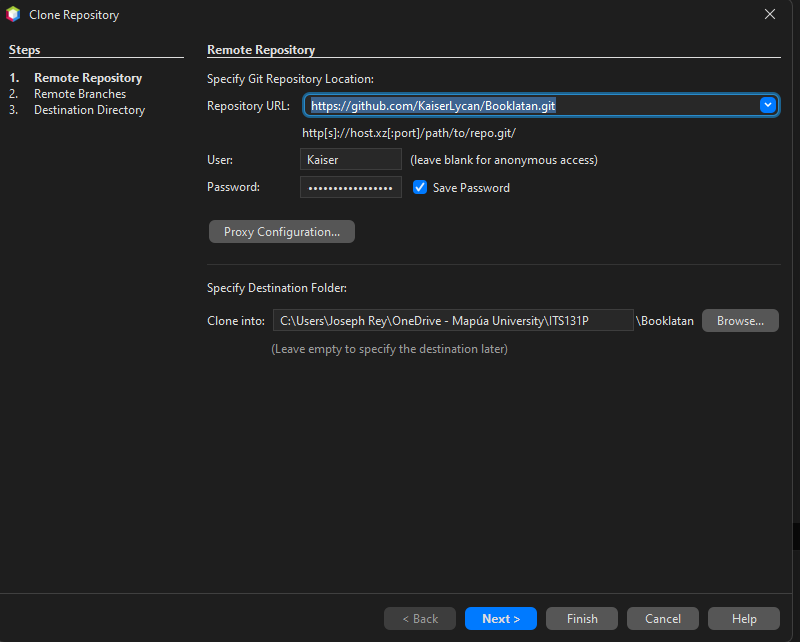 Clone Repository
Steps
1. Remote Repository
2. Remote Branches
3. Destination Directory
Remote Repository
Specify Git Repository Location:
Repository URL: https://github.com/KaiserLycan/Booklatan.git
http[s]://host.xz[:port]/path/to/repo.git/
User: Kaiser (leave blank for anonymous access)
Password: ••••••••••••••••• Save Password
Proxy Configuration...
Specify Destination Folder:
Clone into: C:\Users\Joseph Rey\OneDrive - Mapúa University\ITS131P \Booklatan Browse...
(Leave empty to specify the destination later)
< Back Next > Finish Cancel Help